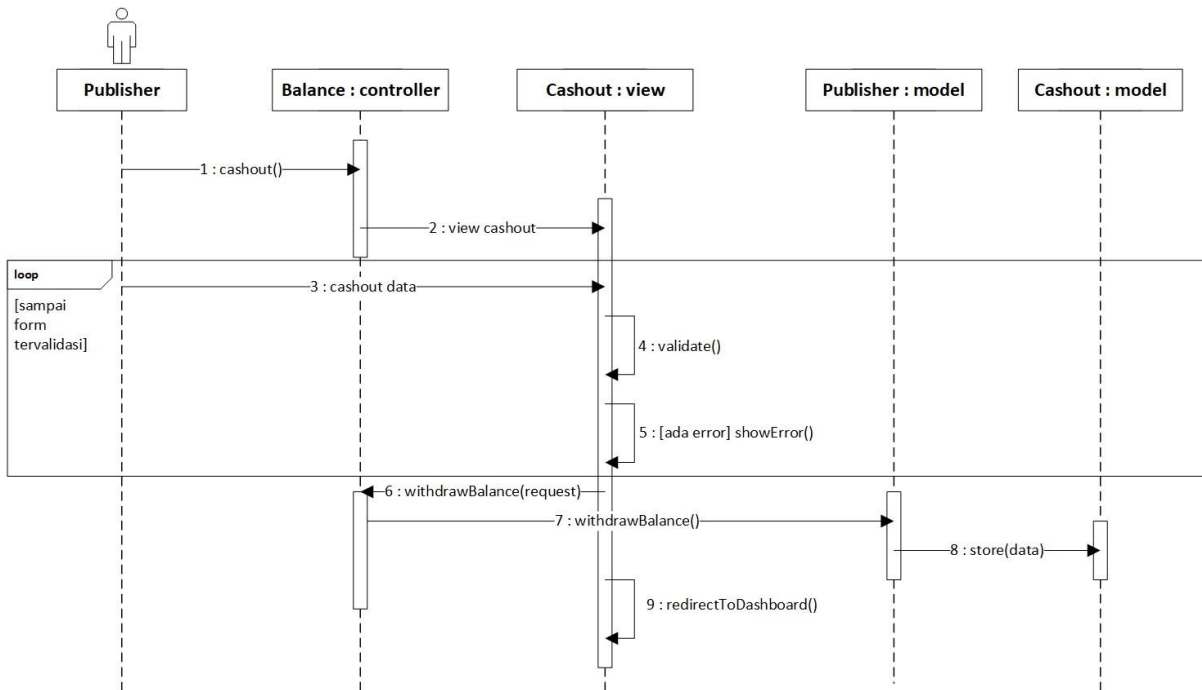 Publisher
Balance : controller
Cashout : view
Publisher : model
Cashout : model
1 : cashout()
2 : view cashout
loop
[sampai
form
tervalidasi]
3 : cashout data
4 : validate()
5 : [ada error] showError()
6 : withdrawBalance(request)
7 : withdrawBalance()
8 : store(data)
9 : redirectToDashboard()